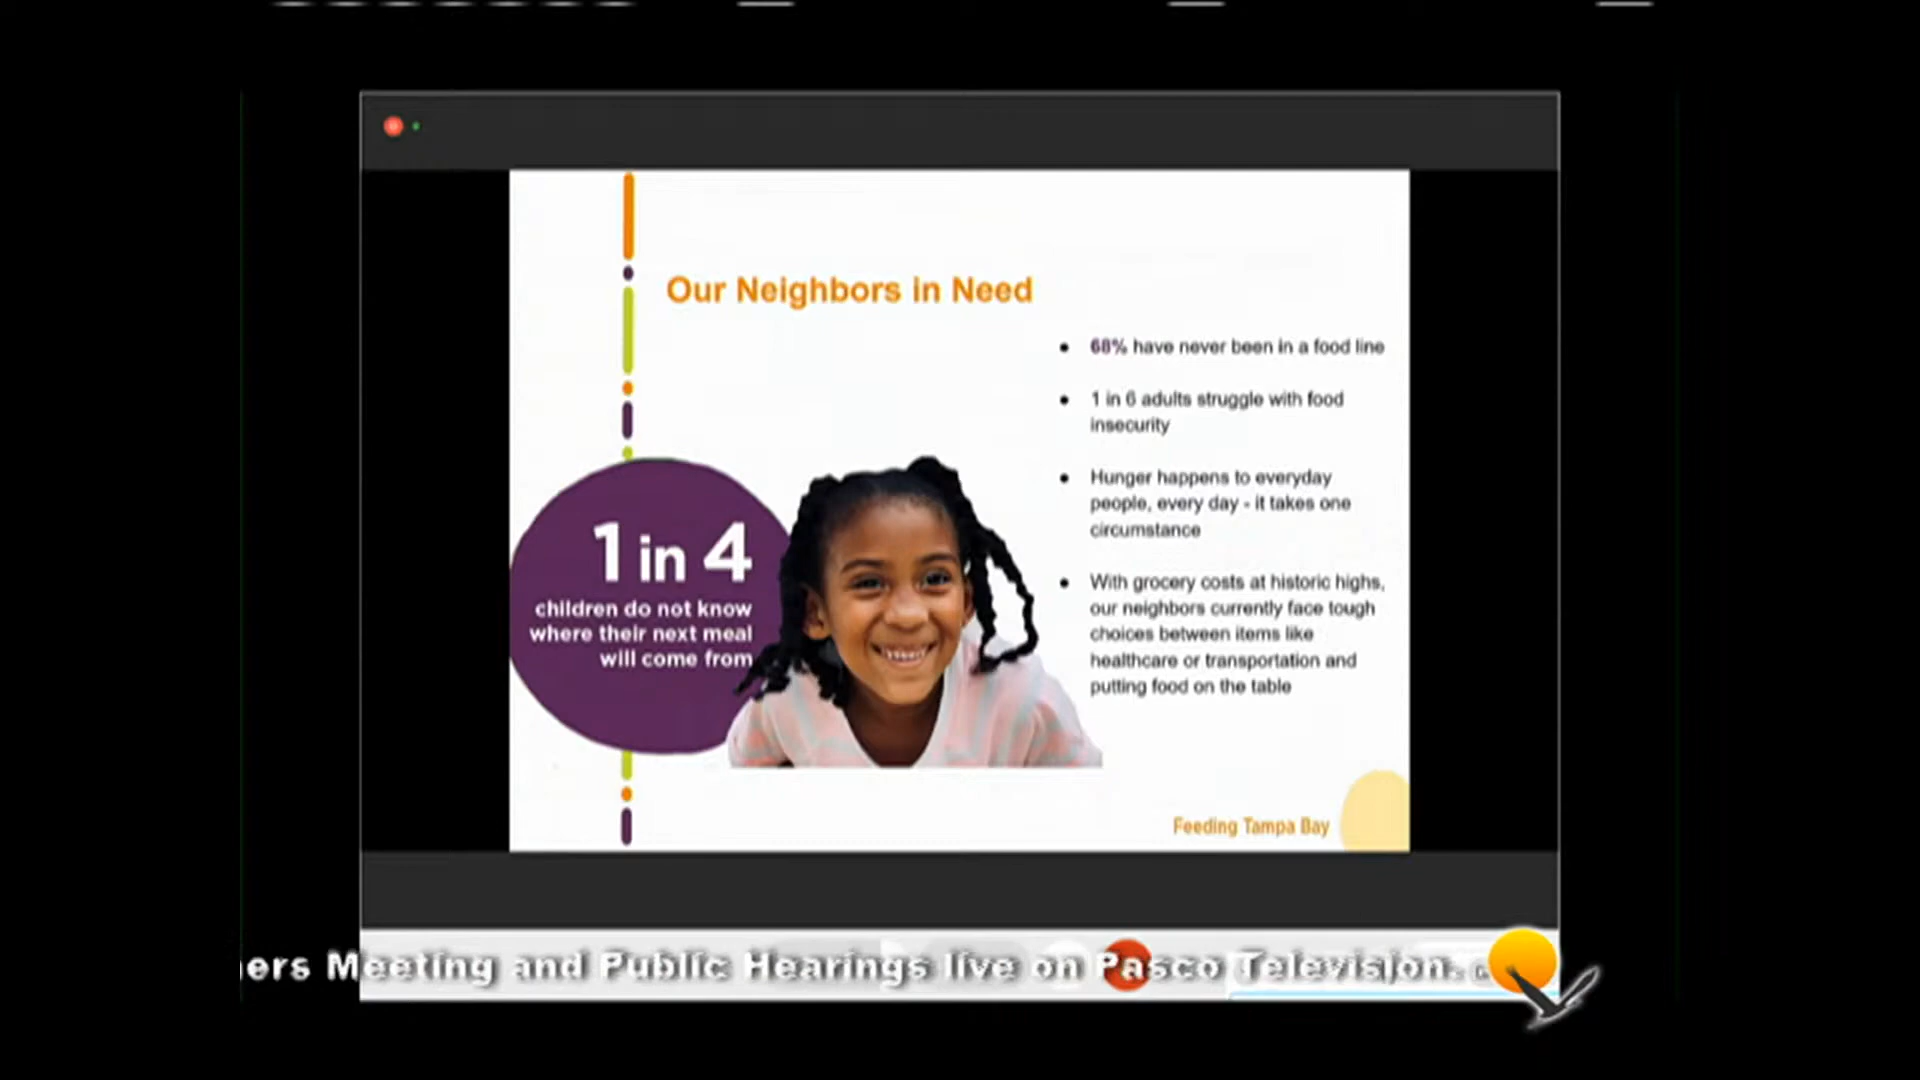 Our Neighbors in Need
68% have never been in a food line
1 in 6 adults struggle with food
insecurity
Hunger happens to everyday
people, every day - it takes one
circumstance
With grocery costs at historic highs,
our neighbors currently face tough
choices between items like
healthcare or transportation and
putting food on the table
1 in 4
children do not know
where their next meal
will come from
Feeding Tampa Bay
ers Meeting and Public Hearings live on Pasco Television.